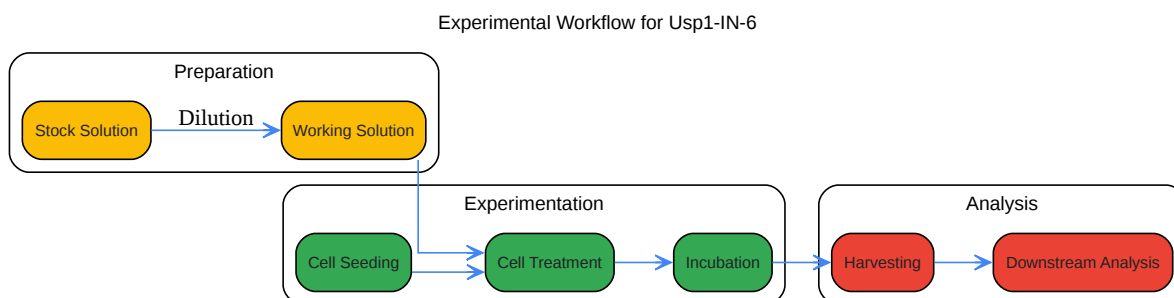 Experimental Workflow for Usp1-IN-6
Preparation
Stock Solution
Dilution
Working Solution
Experimentation
Cell Seeding
Cell Treatment
Incubation
Analysis
Harvesting
Downstream Analysis